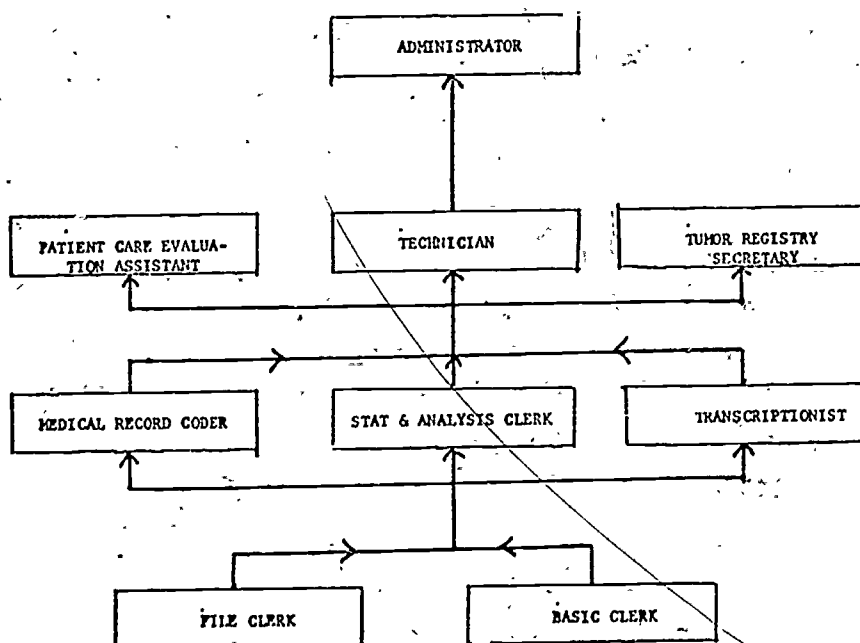 ADMINISTRATOR
PATIENT CARE EVALUA-
TION ASSISTANT
TECHNICIAN
TUMOR REGISTRY
SECRETARY
MEDICAL RECORD CODER
STAT & ANALYSIS CLERK
TRANSCRIPTIONIST
FILE CLERK
BASIC CLERK